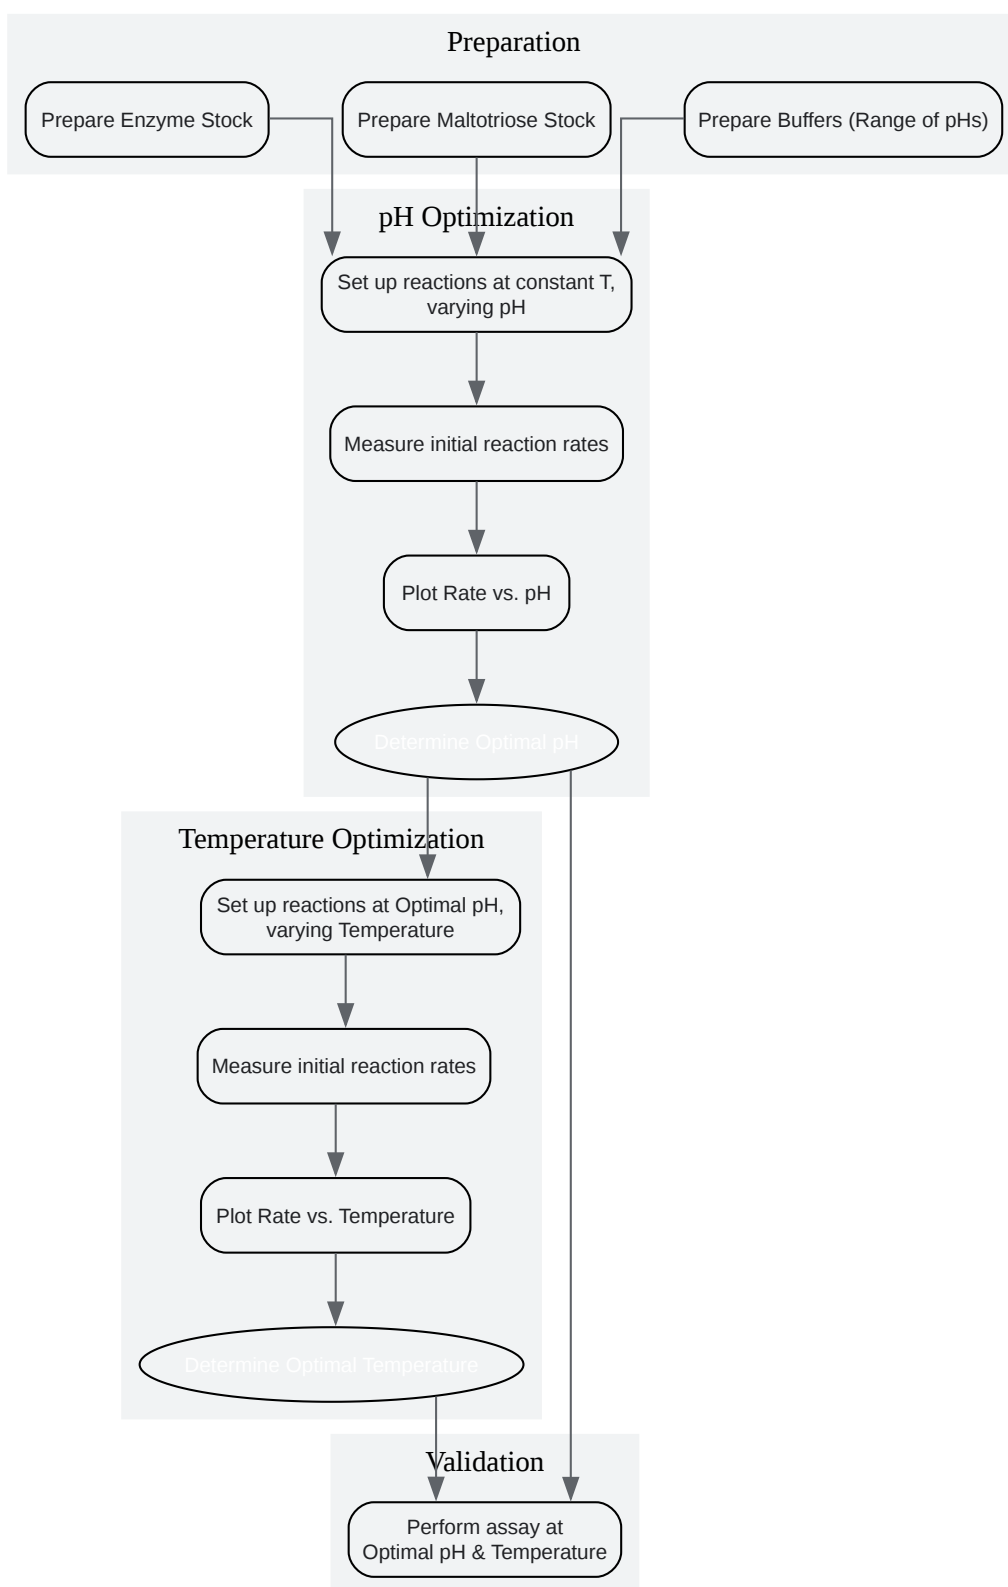 Preparation
Prepare Enzyme Stock
Prepare Maltotriose Stock
Prepare Buffers (Range of pHs)
pH Optimization
Set up reactions at constant T,
varying pH
Measure initial reaction rates
Plot Rate vs. pH
Determine Optimal pH
Temperature Optimization
Set up reactions at Optimal pH,
varying Temperature
Measure initial reaction rates
Plot Rate vs. Temperature
Determine Optimal Temperature
Validation
Perform assay at
Optimal pH & Temperature